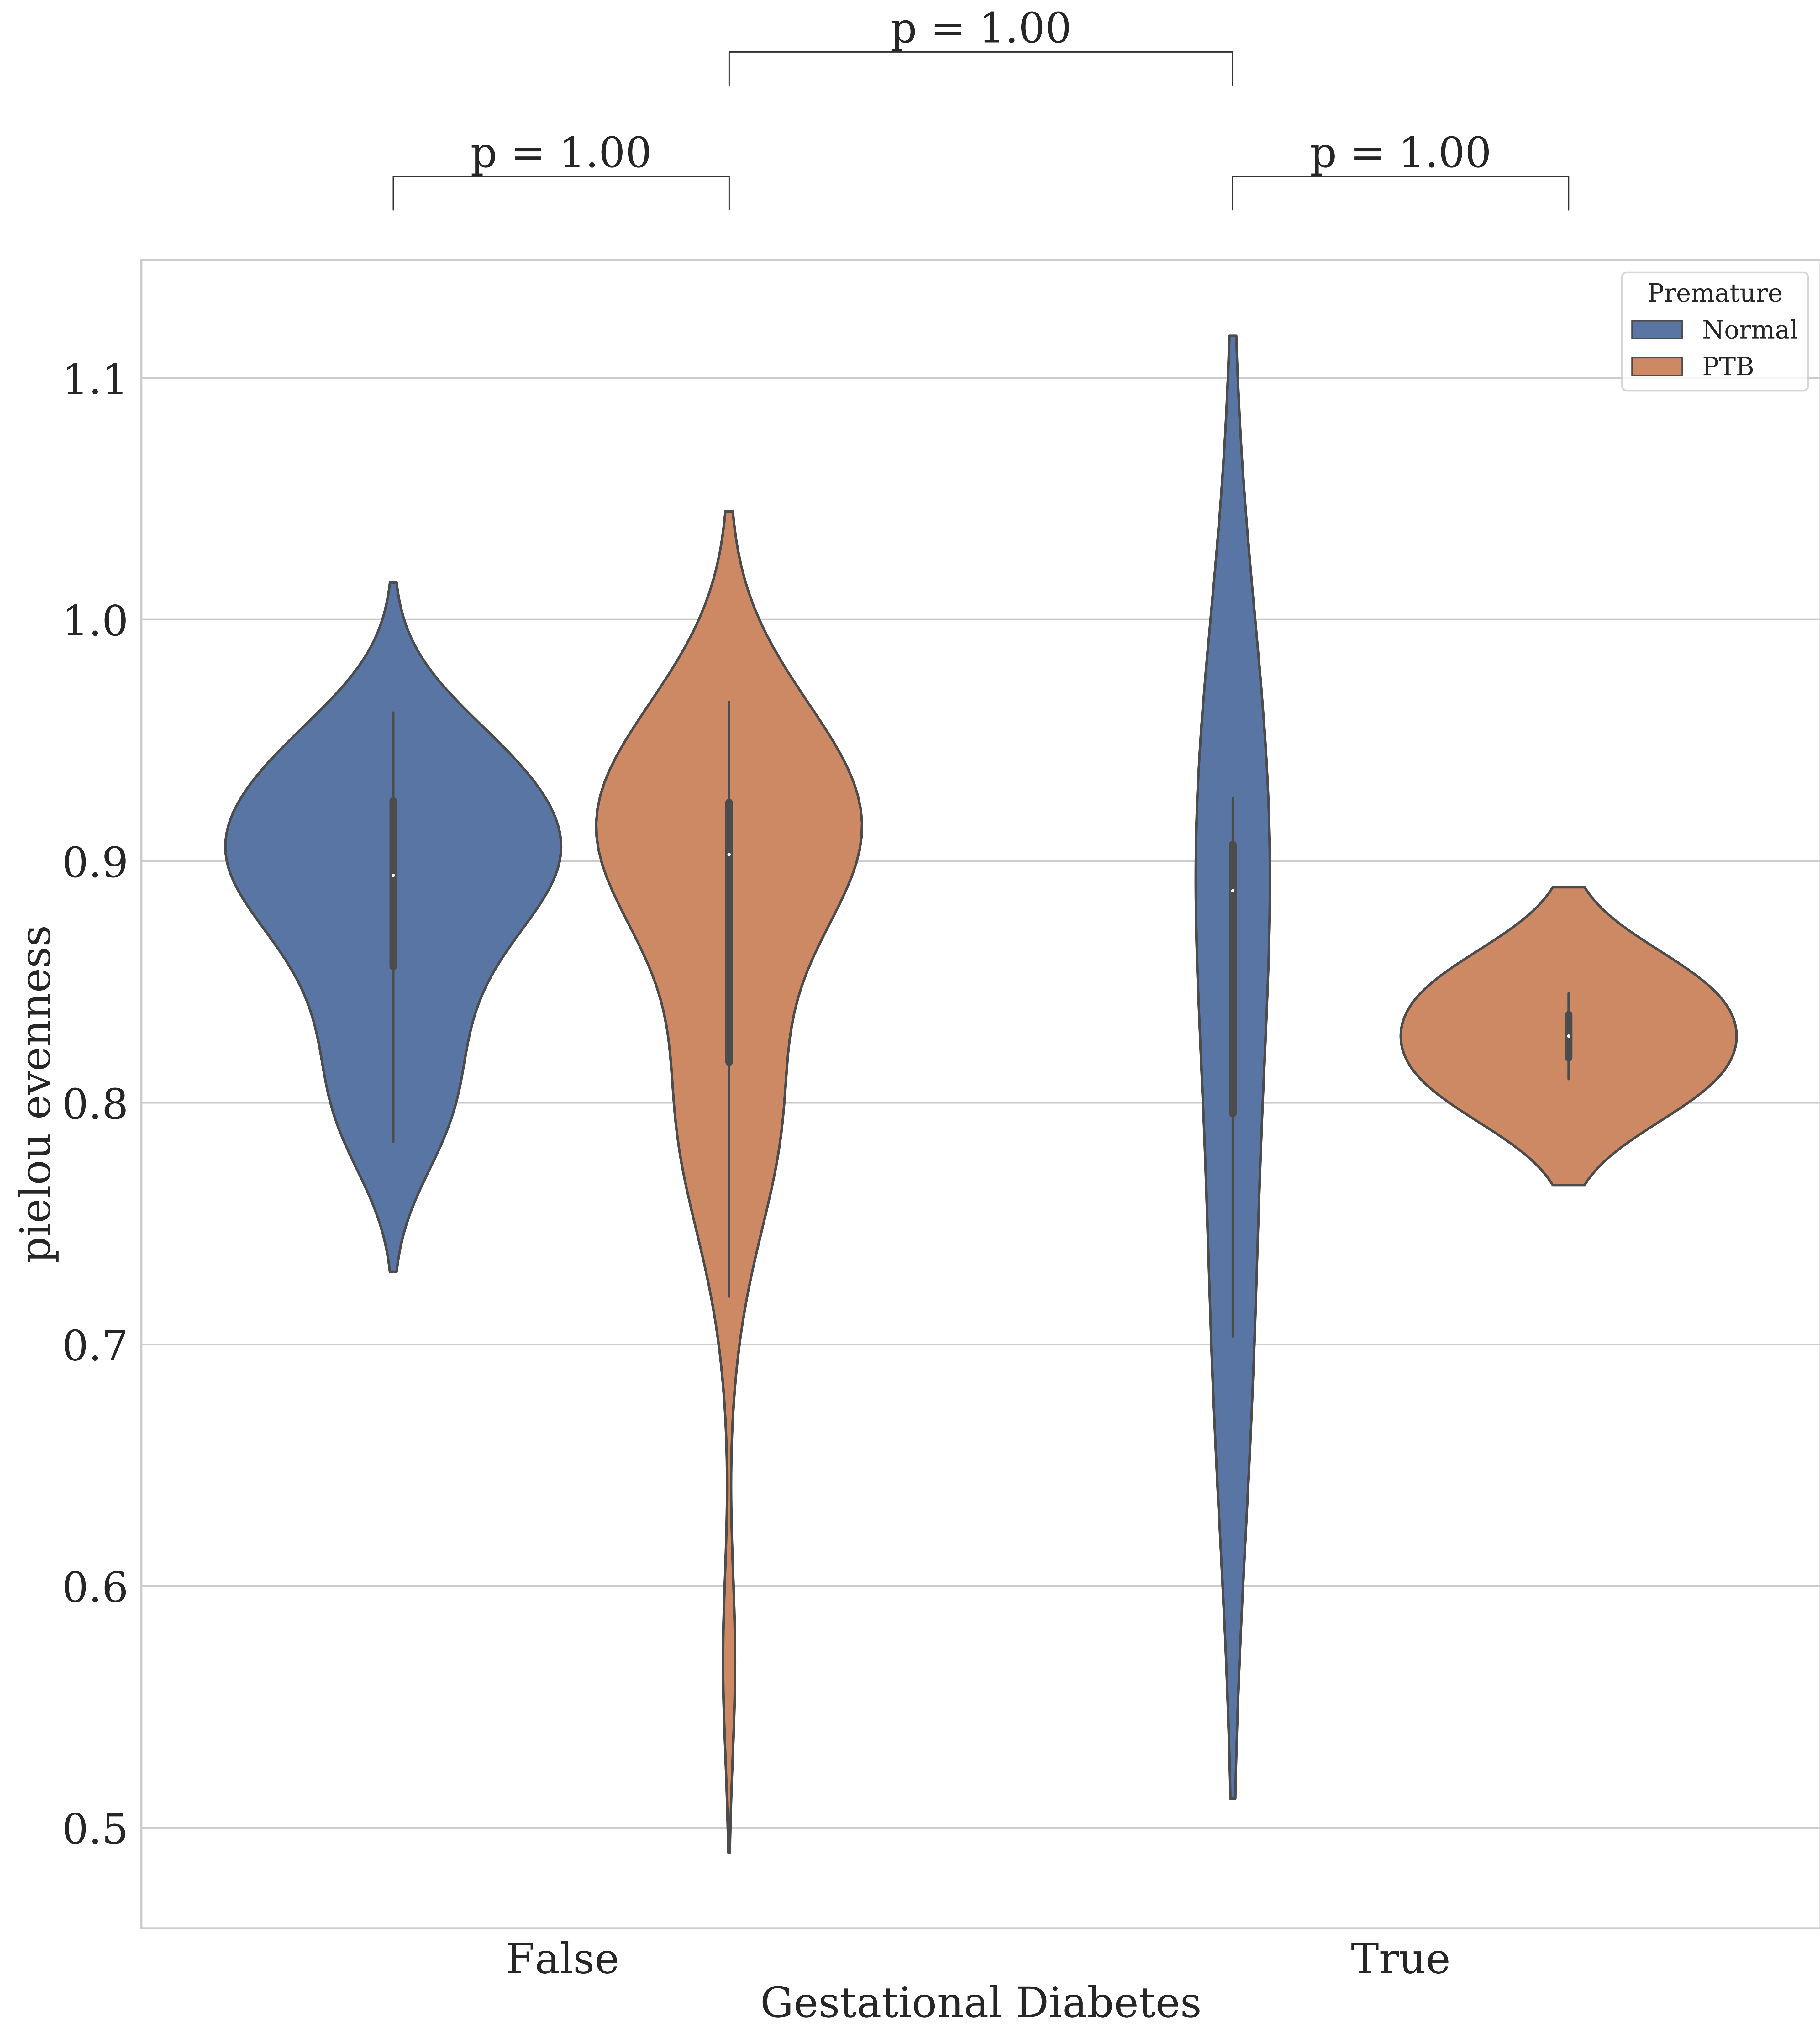 p = 1.00
p = 1.00
p = 1.00
Premature
Normal
PTB
1.1
1.0
0.9
0.8
0.7
0.6
0.5
pielou evenness
False
True
Gestational Diabetes